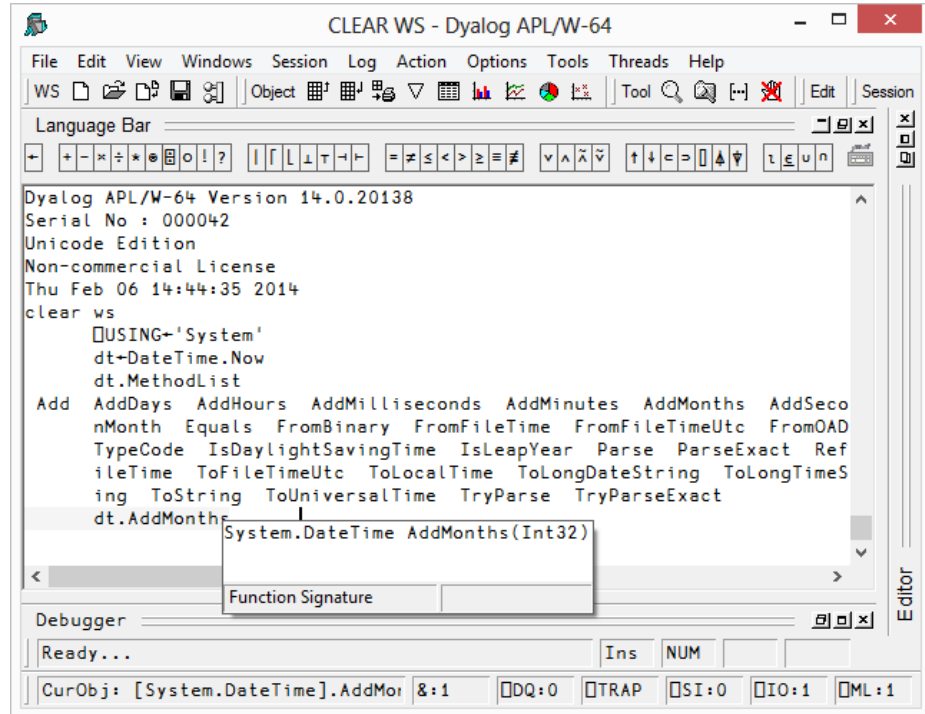 CLEAR WS - Dyalog APL/W-64
File Edit View Windows Session Log Action Options Tools Threads Help
WS Object Tool Edit Session
Language Bar
← + - × ÷ * ⍟ ⌹ ○ ! ? | ⌈ ⌊ ⊥ ⊤ ⊣ ⊢ = ≠ ≤ < > ≥ ≡ ≢ ∨ ∧ ⍲ ⍱ ↑ ↓ ⊂ ⊃ ⌷ ⍋ ⍒ ⍳ ⍷ ∪ ∩
Dyalog APL/W-64 Version 14.0.20138
Serial No : 000042
Unicode Edition
Non-commercial License
Thu Feb 06 14:44:35 2014
clear ws
⎕USING←'System'
dt←DateTime.Now
dt.MethodList
Add AddDays AddHours AddMilliseconds AddMinutes AddMonths AddSeco
nMonth Equals FromBinary FromFileTime FromFileTimeUtc FromOAD
TypeCode IsDaylightSavingTime IsLeapYear Parse ParseExact Ref
ileTime ToFileTimeUtc ToLocalTime ToLongDateString ToLongTimeS
ing ToString ToUniversalTime TryParse TryParseExact
dt.AddMonths
System.DateTime AddMonths(Int32)
Function Signature
Editor
Debugger
Ready... Ins NUM
CurObj: [System.DateTime].AddMor &:1 ⎕DQ:0 ⎕TRAP ⎕SI:0 ⎕IO:1 ⎕ML:1